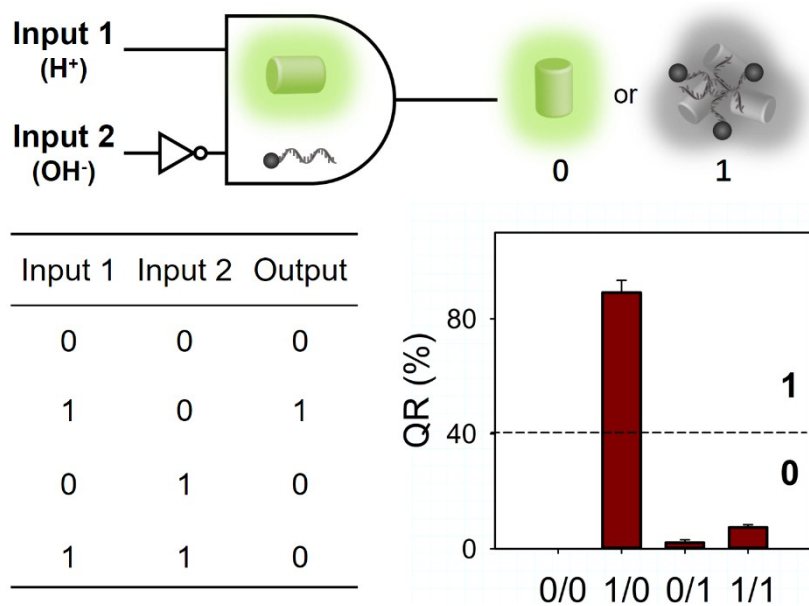 Input 1
(H⁺)
Input 2
(OH⁻)
or
0
1
Input 1 Input 2 Output
0 0 0
1 0 1
0 1 0
1 1 0
QR (%)
80
40
0
1
0
0/0 1/0 0/1 1/1